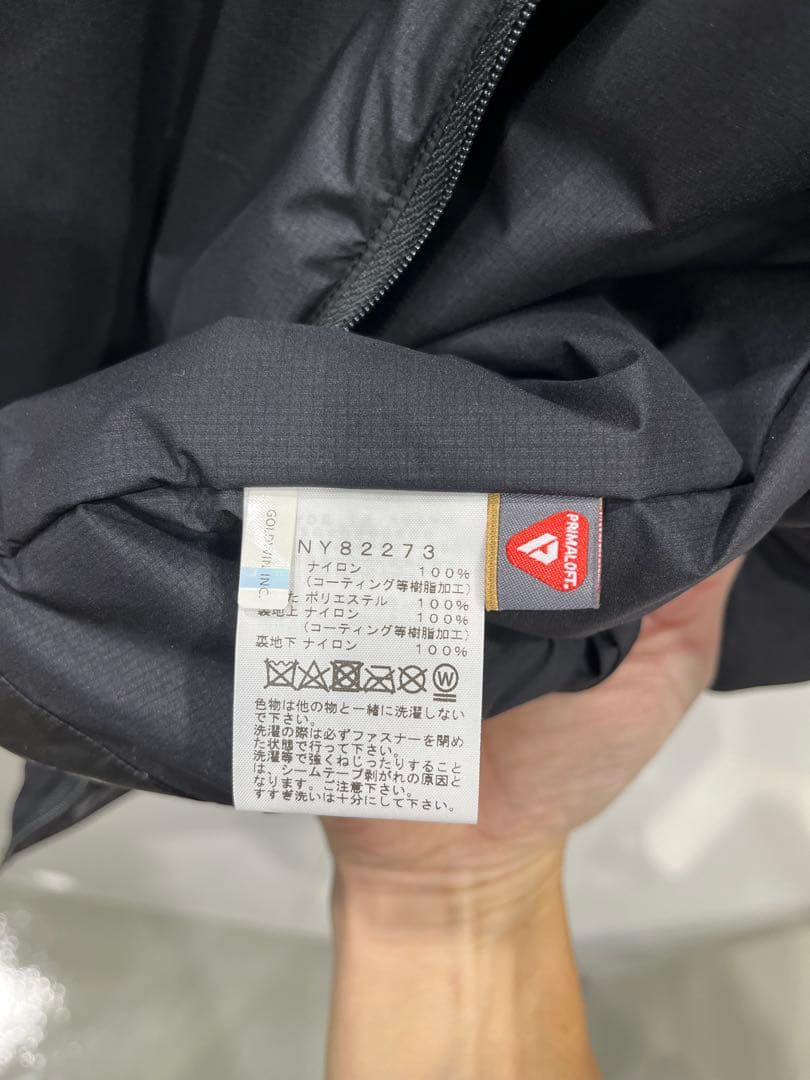 GOLDWIN INC
NY82273
ナイロン 100%
(コーティング等樹脂加工)
た ポリエステル 100%
裏地上 ナイロン 100%
(コーティング等樹脂加工)
裏地下 ナイロン 100%
W
色物は他の物と一緒に洗濯しない
で下さい。
洗濯の際は必ずファスナーを閉め
た状態で行って下さい。
洗濯等で強くねじったりすること
は、シームテープ剥がれの原因と
なります。ご注意下さい。
すすぎ洗いは十分にして下さい。
PRIMALOFT.